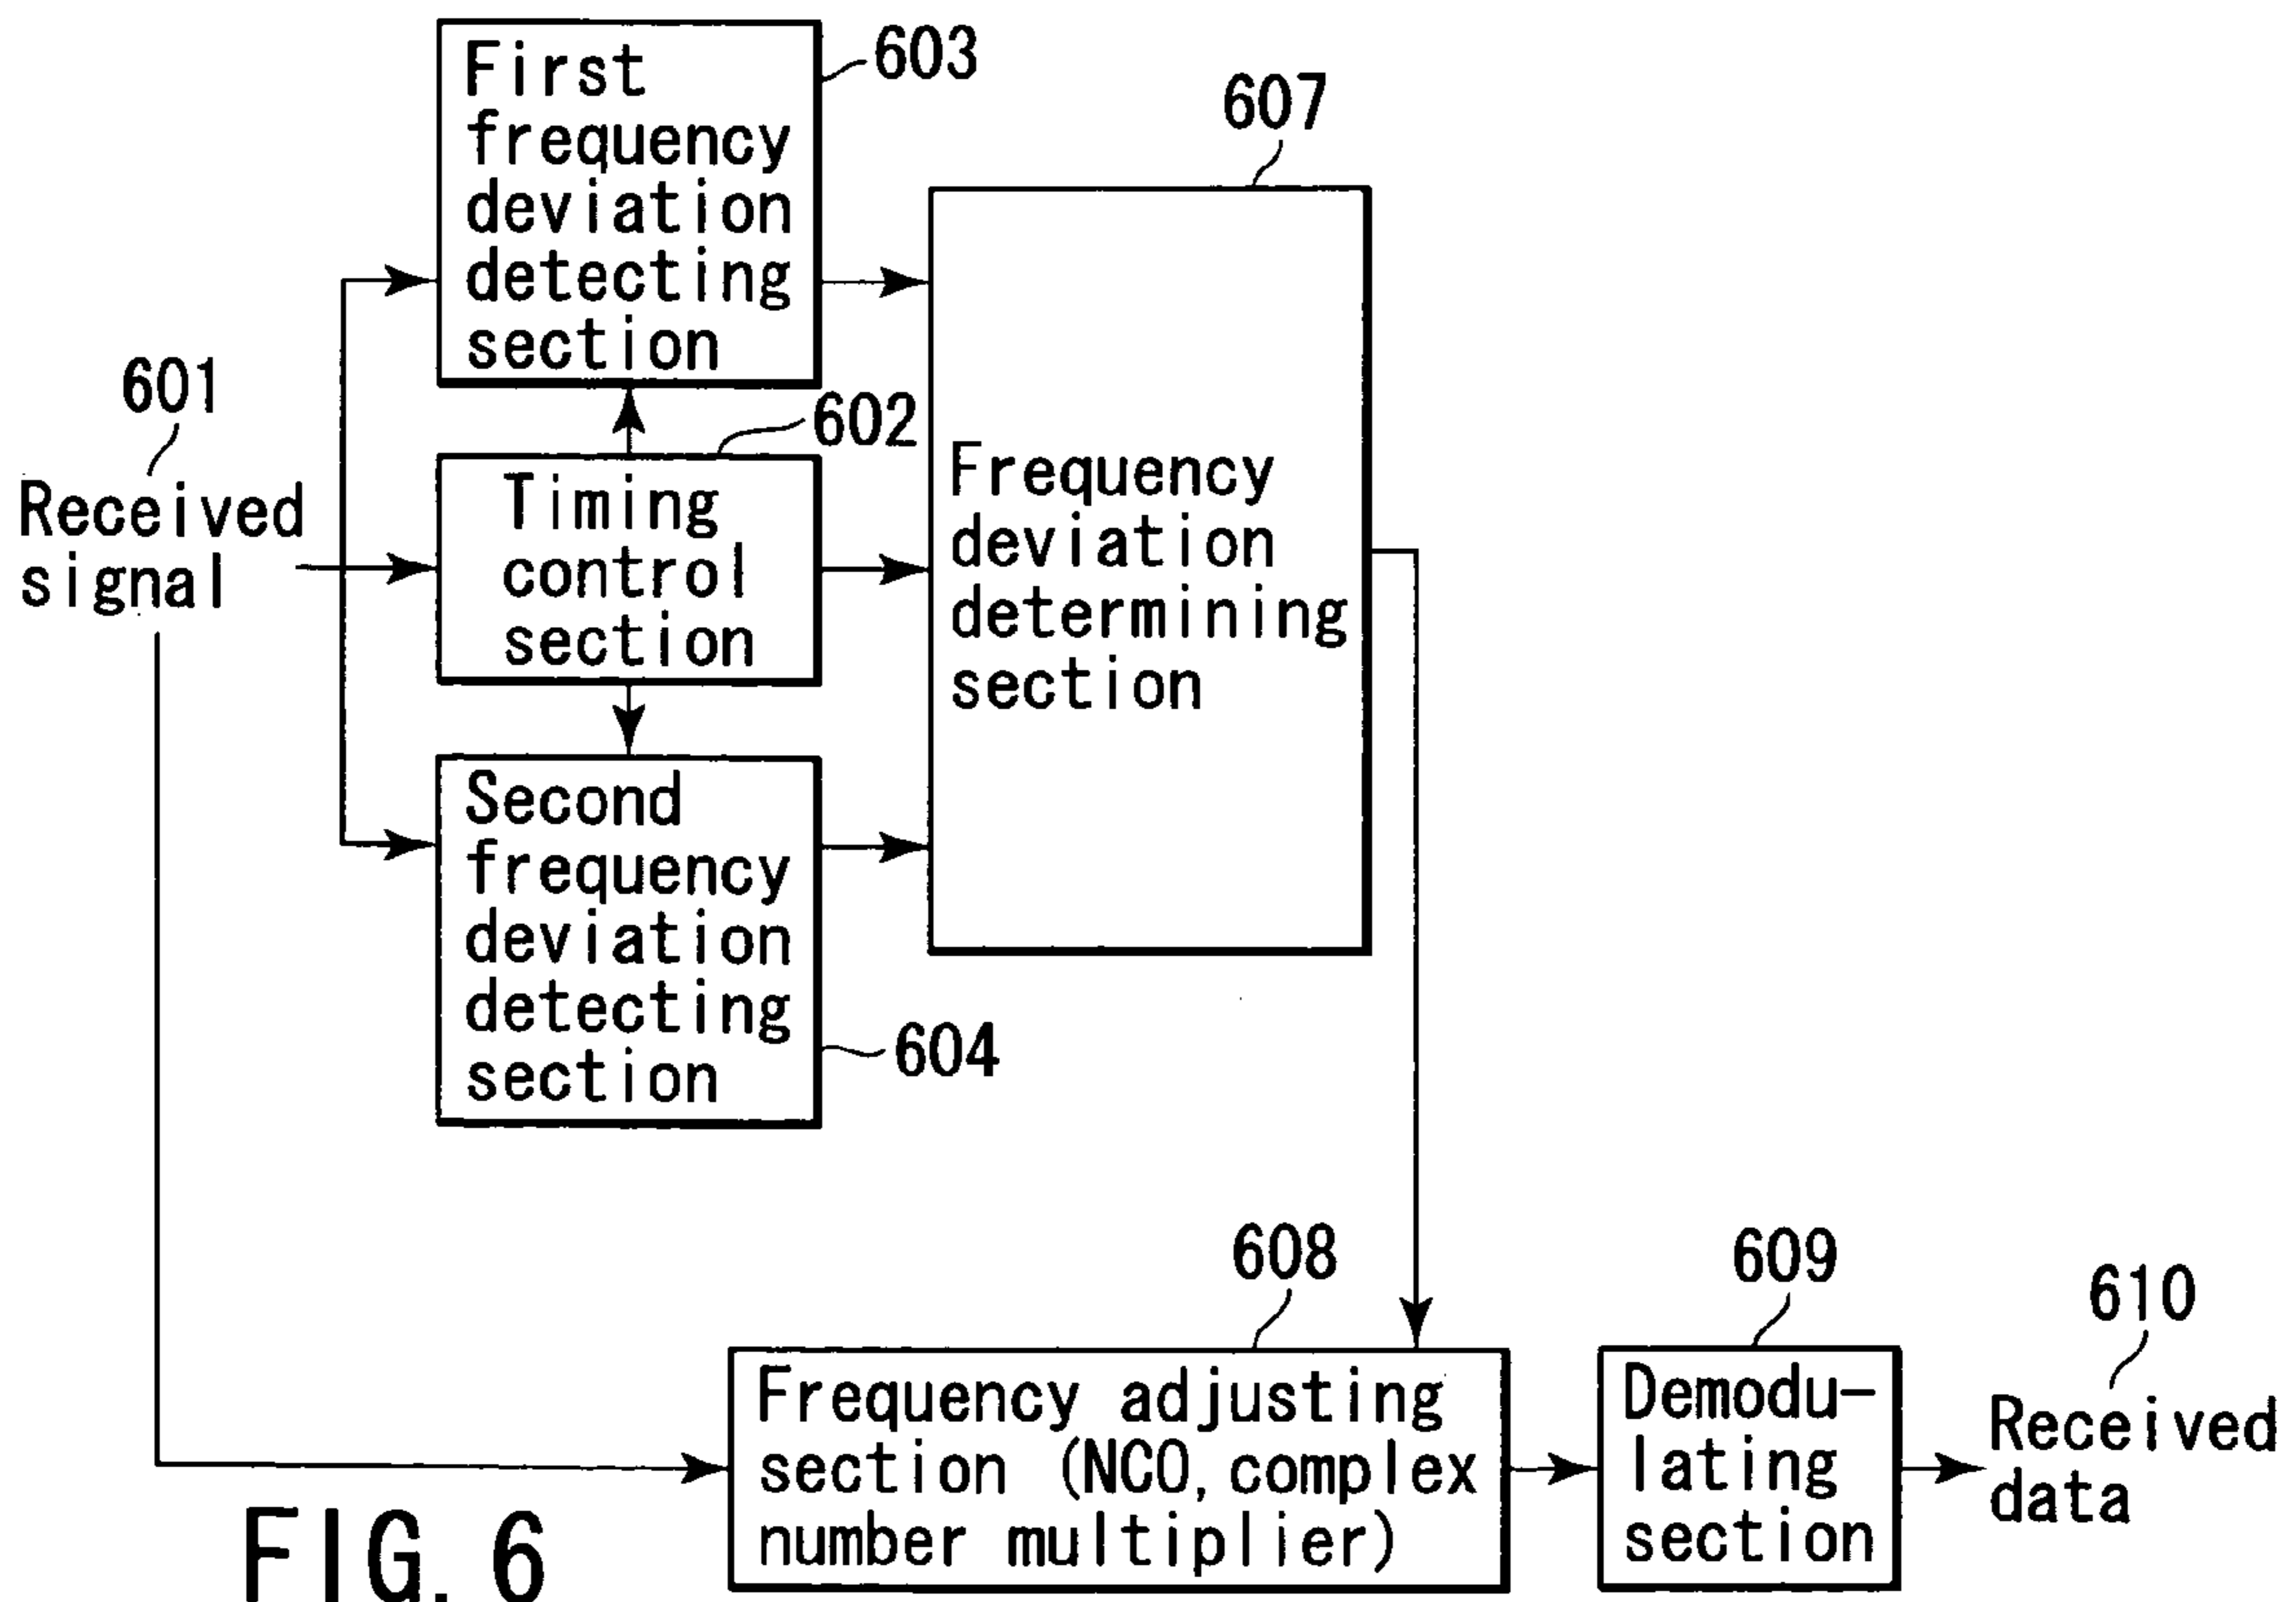 First
frequency
deviation
detecting
section
603
607
601
Received
signal
602
Timing
control
section
Frequency
deviation
determining
section
Second
frequency
deviation
detecting
section
604
608
609
610
Frequency adjusting
section (NCO, complex
number multiplier)
Demodu-
lating
section
Received
data
FIG. 6